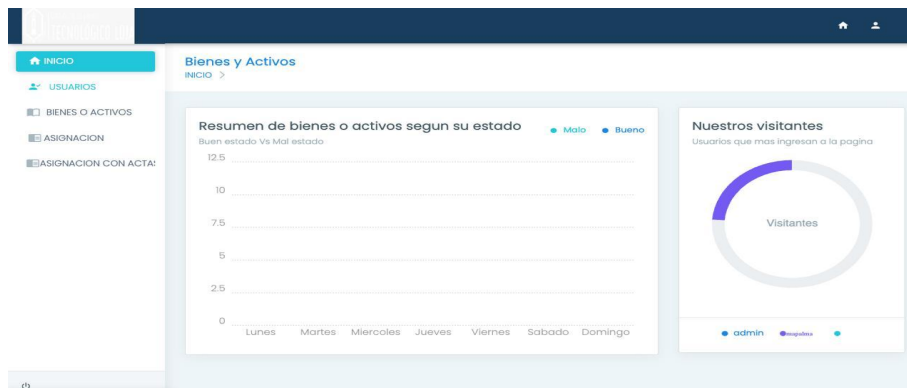 INICIO
USUARIOS
BIENES O ACTIVOS
ASIGNACION
ASIGNACION CON ACTAS
Bienes y Activos
INICIO >
Resumen de bienes o activos segun su estado
Buen estado Vs Mal estado
Malo Bueno
12.5
10
7.5
5
2.5
0
Lunes Martes Miercoles Jueves Viernes Sabado Domingo
Nuestros visitantes
Usuarios que mas ingresan a la pagina
Visitantes
admin